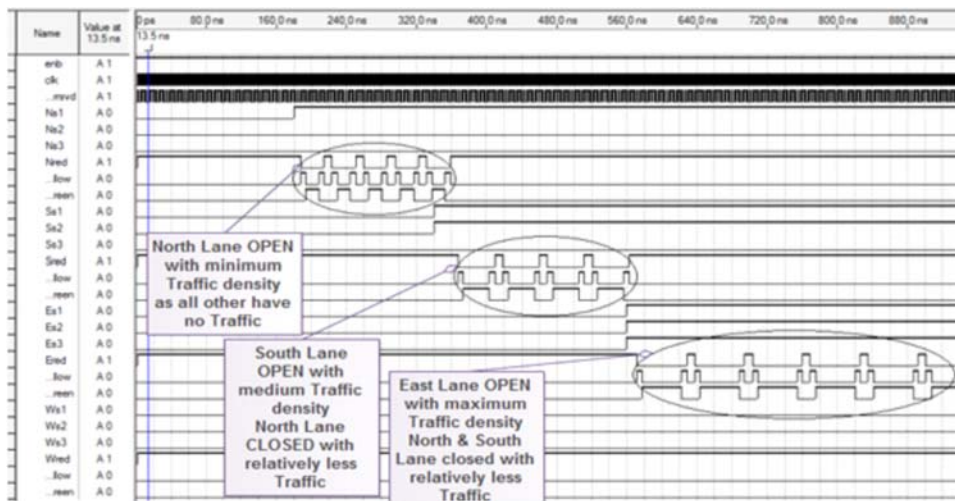 Name
Value at
13.5 ns
0 ps
80.0 ns
160.0 ns
240.0 ns
320.0 ns
400.0 ns
480.0 ns
560.0 ns
640.0 ns
720.0 ns
800.0 ns
880.0 ns
13.5 ns
enb A 1
clk A 1
A 1
Ns1 A 0
Ns2 A 0
Ns3 A 0
Nred A 1
...llow A 0
...reen A 0
Ss1 A 0
Ss2 A 0
Ss3 A 0
Sred A 1
...llow A 0
...reen A 0
Es1 A 0
Es2 A 0
Es3 A 0
Ered A 1
...llow A 0
...reen A 0
Ws1 A 0
Ws2 A 0
Ws3 A 0
Wred A 1
...llow A 0
...reen A 0
North Lane OPEN
with minimum
Traffic density
as all other have
no Traffic
South Lane
OPEN with
medium Traffic
density
North Lane
CLOSED with
relatively less
Traffic
East Lane OPEN
with maximum
Traffic density
North & South
Lane closed with
relatively less
Traffic